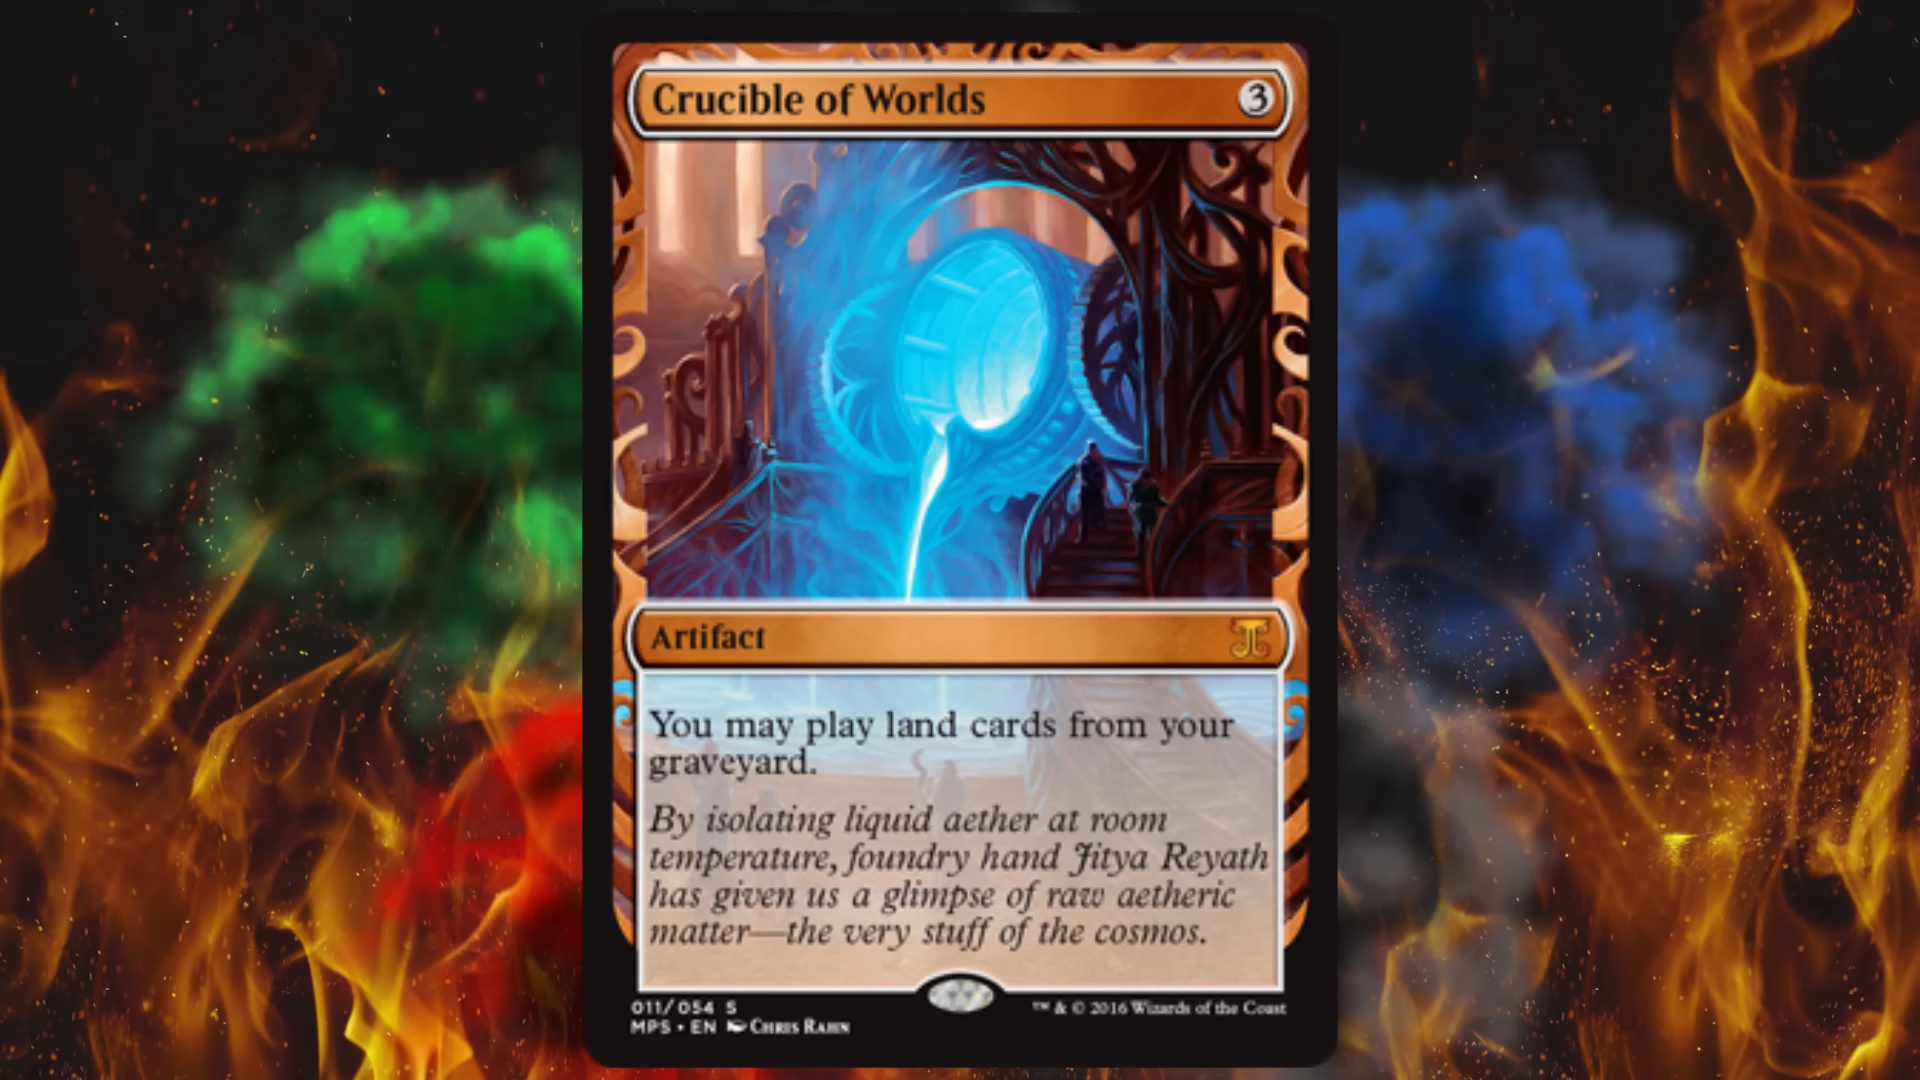 Crucible of Worlds 3
Artifact
You may play land cards from your
graveyard.
By isolating liquid aether at room
temperature, foundry hand Jitya Reyath
has given us a glimpse of raw aetheric
matter—the very stuff of the cosmos.
011/054 S
™ & © 2016 Wizards of the Coast
MPS • EN Chris Rahn